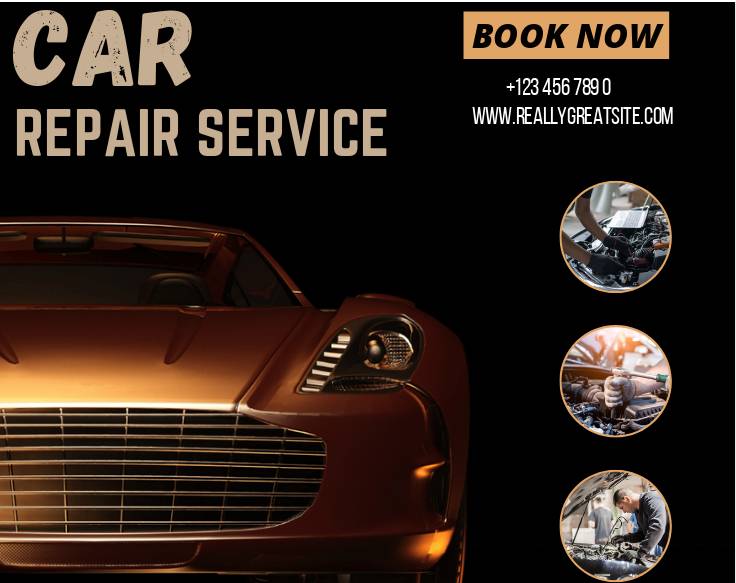 CAR
REPAIR SERVICE
BOOK NOW
+123 456 789 0
WWW.REALLYGREATSITE.COM